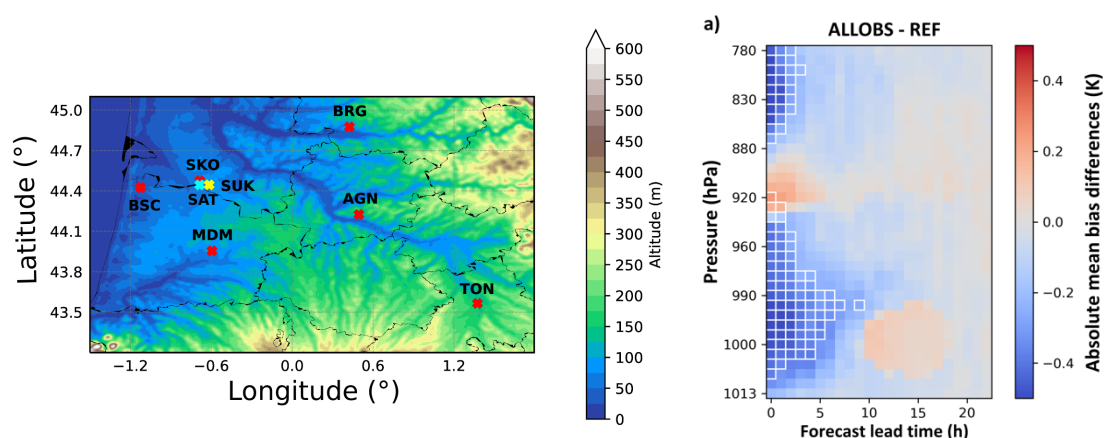 Latitude (°)
45.0
44.7
44.4
44.1
43.8
43.5
BRG
SKO
SUK
SAT
BSC
AGN
MDM
TON
−1.2
−0.6
0.0
0.6
1.2
Longitude (°)
600
550
500
450
400
350
300
250
200
150
100
50
0
Altitude (m)
a)
ALLOBS - REF
Pressure (hPa)
780
830
880
920
960
990
1000
1013
0
5
10
15
20
Forecast lead time (h)
0.4
0.2
0.0
−0.2
−0.4
Absolute mean bias differences (K)